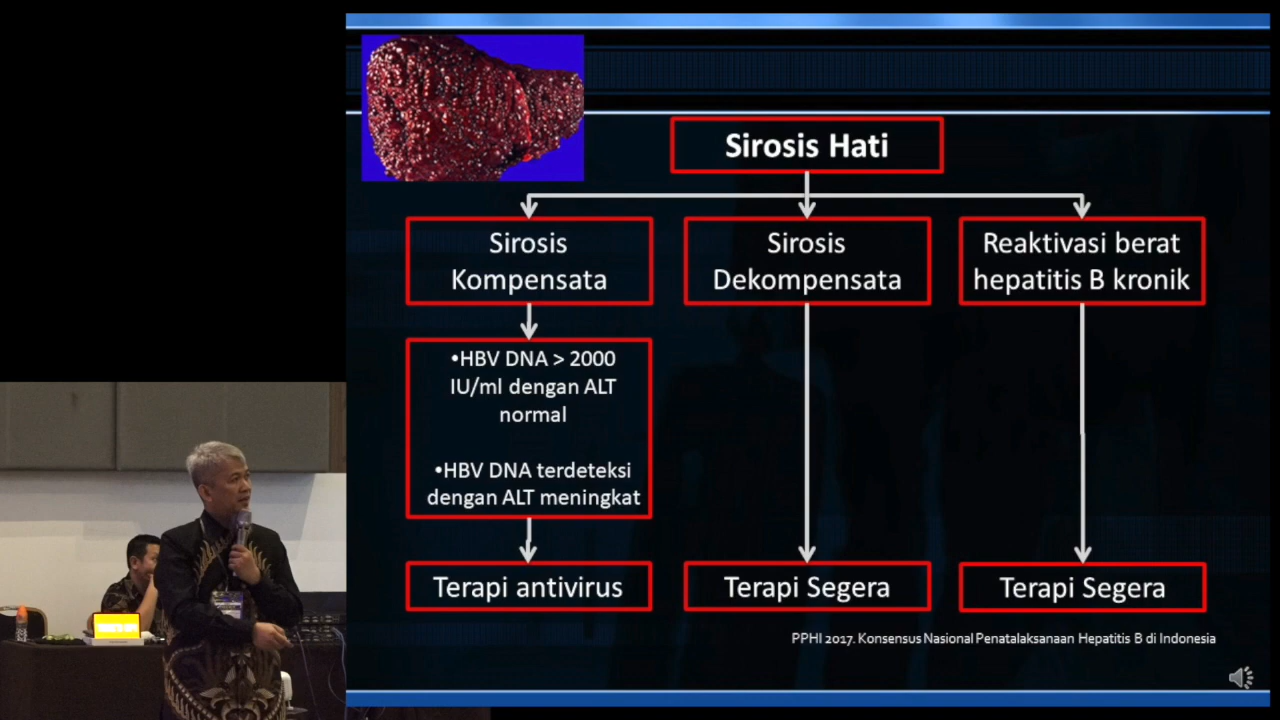 Sirosis Hati
Sirosis
Kompensata
Sirosis
Dekompensata
Reaktivasi berat
hepatitis B kronik
•HBV DNA > 2000
IU/ml dengan ALT
normal
•HBV DNA terdeteksi
dengan ALT meningkat
Terapi antivirus
Terapi Segera
Terapi Segera
PPHI 2017. Konsensus Nasional Penatalaksanaan Hepatitis B di Indonesia